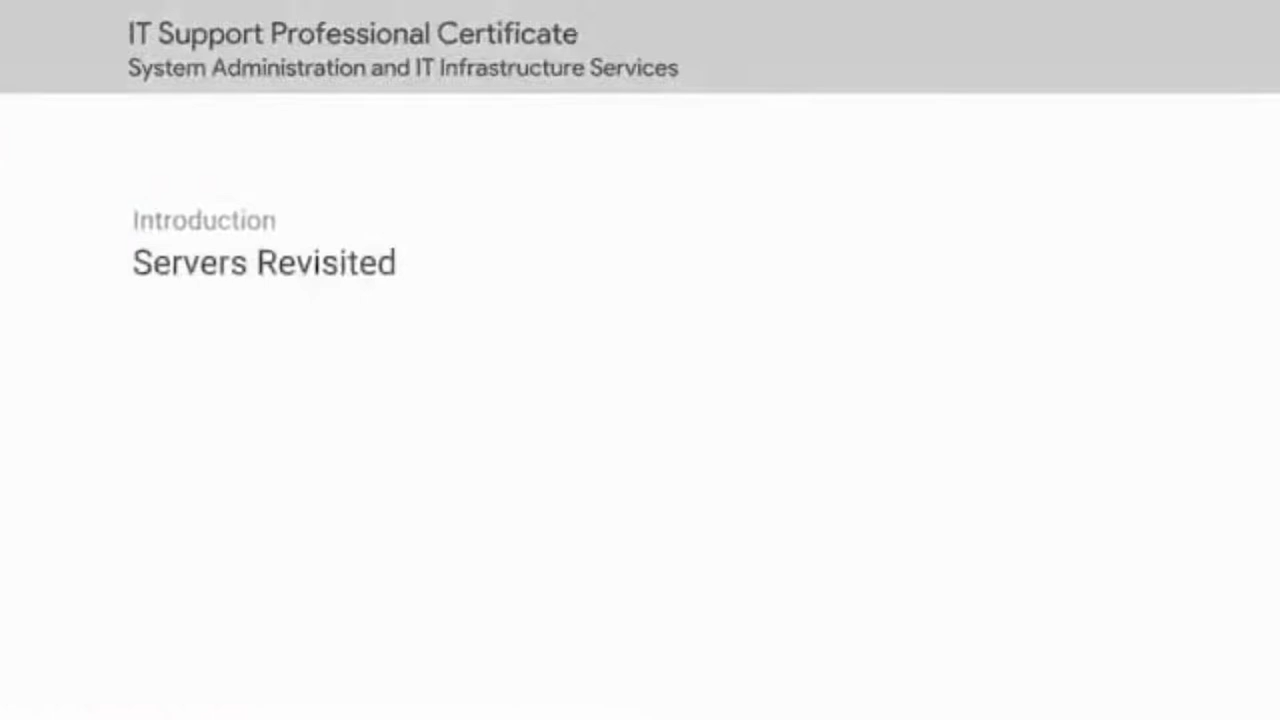 IT Support Professional Certificate
System Administration and IT Infrastructure Services
Introduction
Servers Revisited